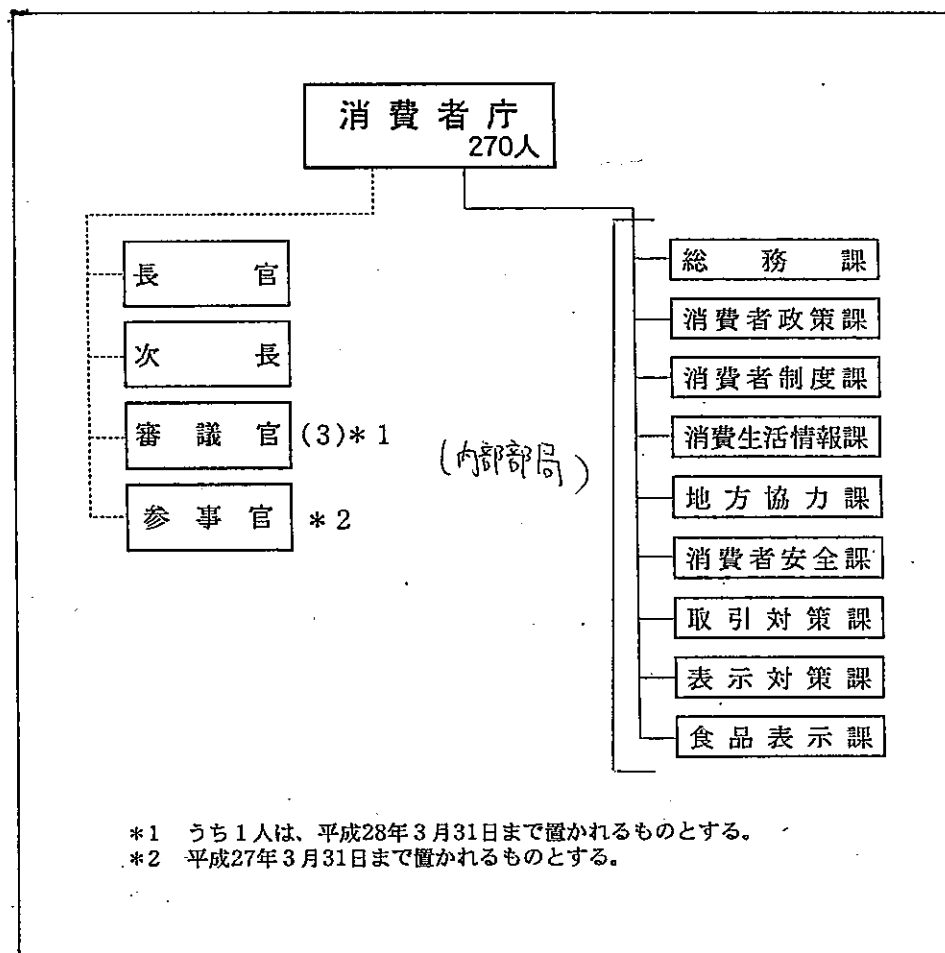 消費者庁
270人
長官
次長
審議官 (3)*1
参事官 *2
(内部部局)
総務課
消費者政策課
消費者制度課
消費生活情報課
地方協力課
消費者安全課
取引対策課
表示対策課
食品表示課
*1 うち1人は、平成28年3月31日まで置かれるものとする。
*2 平成27年3月31日まで置かれるものとする。